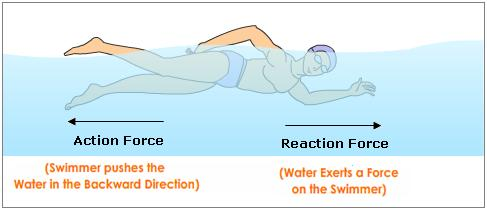 Action Force
Reaction Force
(Swimmer pushes the
Water in the Backward Direction)
(Water Exerts a Force
on the Swimmer)